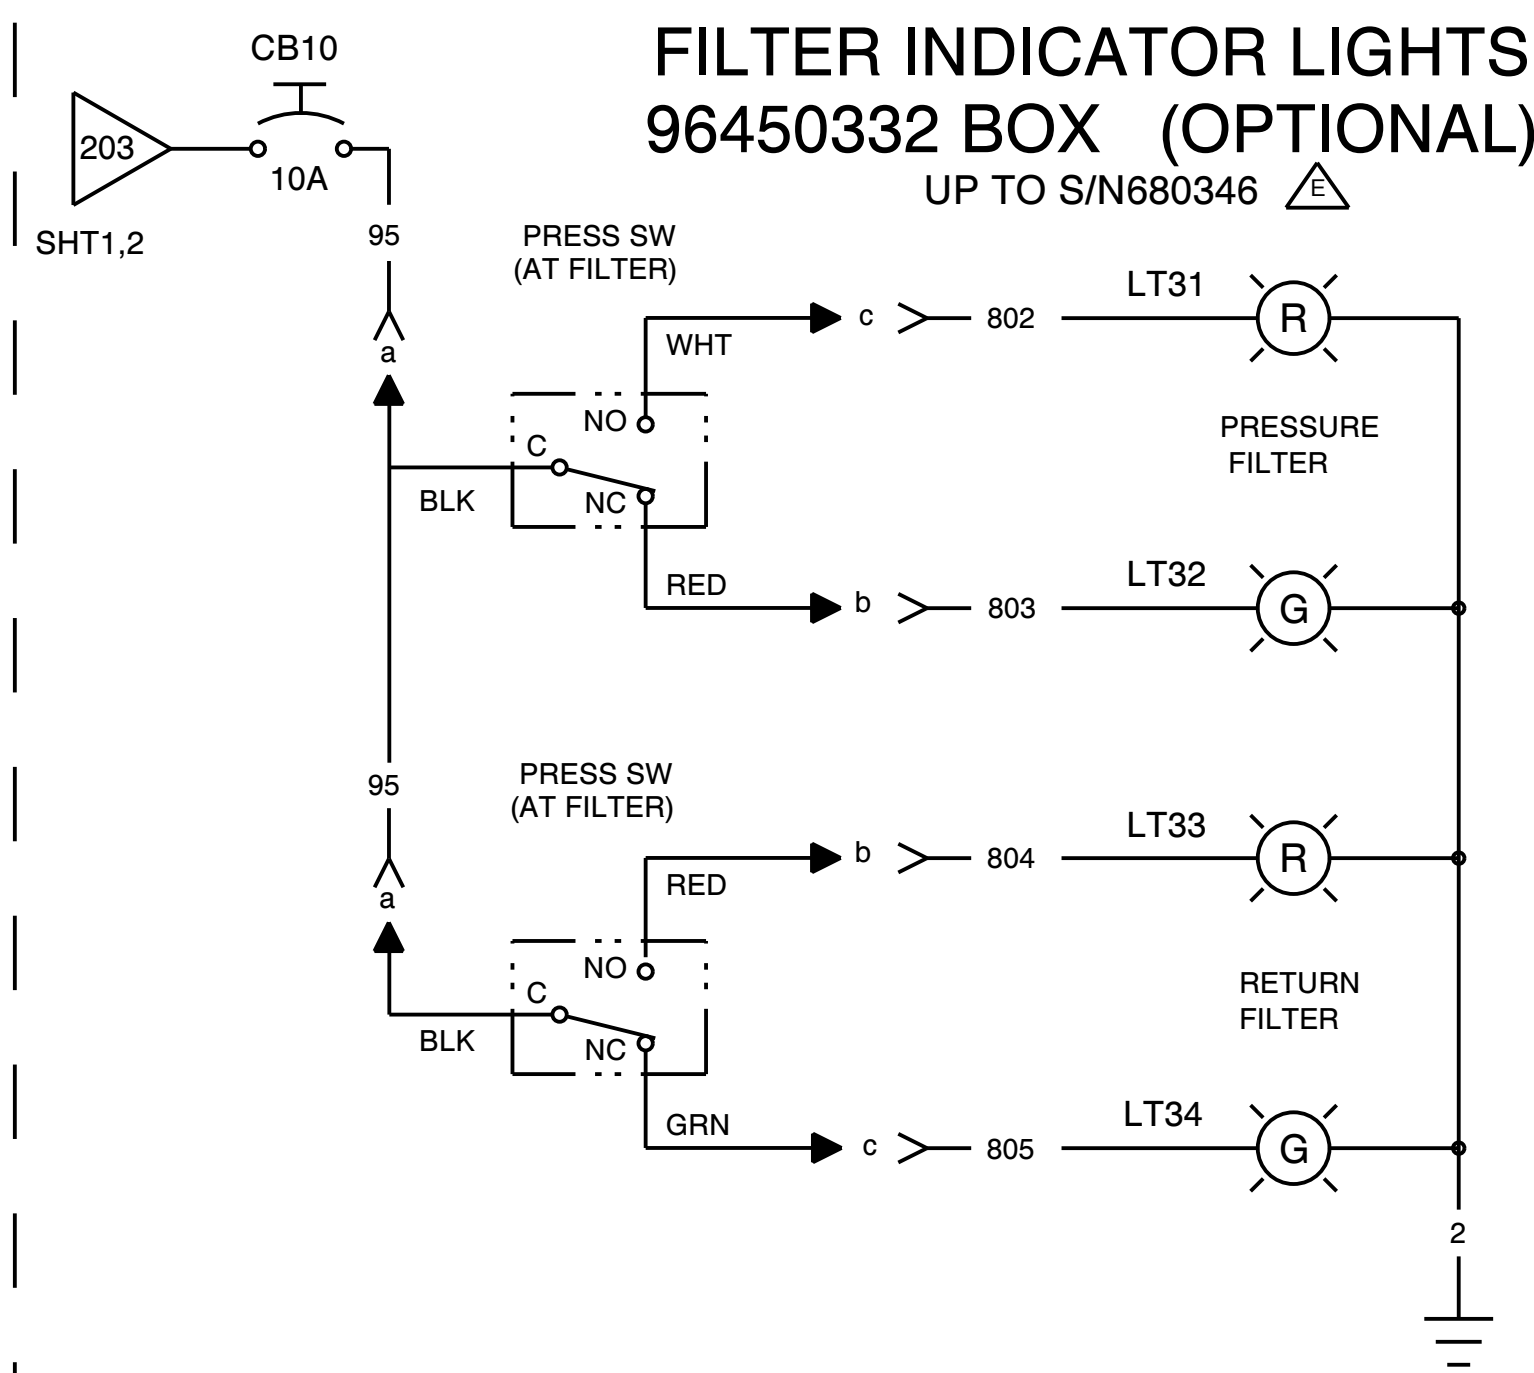 CB10
FILTER INDICATOR LIGHTS
96450332 BOX (OPTIONAL)
203
10A
UP TO S/N680346 E
SHT1,2
95
PRESS SW
(AT FILTER)
LT31
c
802
R
WHT
a
NO
C
PRESSURE
FILTER
BLK
NC
LT32
RED
b
803
G
95
PRESS SW
(AT FILTER)
LT33
b
804
R
RED
a
NO
C
RETURN
FILTER
BLK
NC
LT34
GRN
c
805
G
2